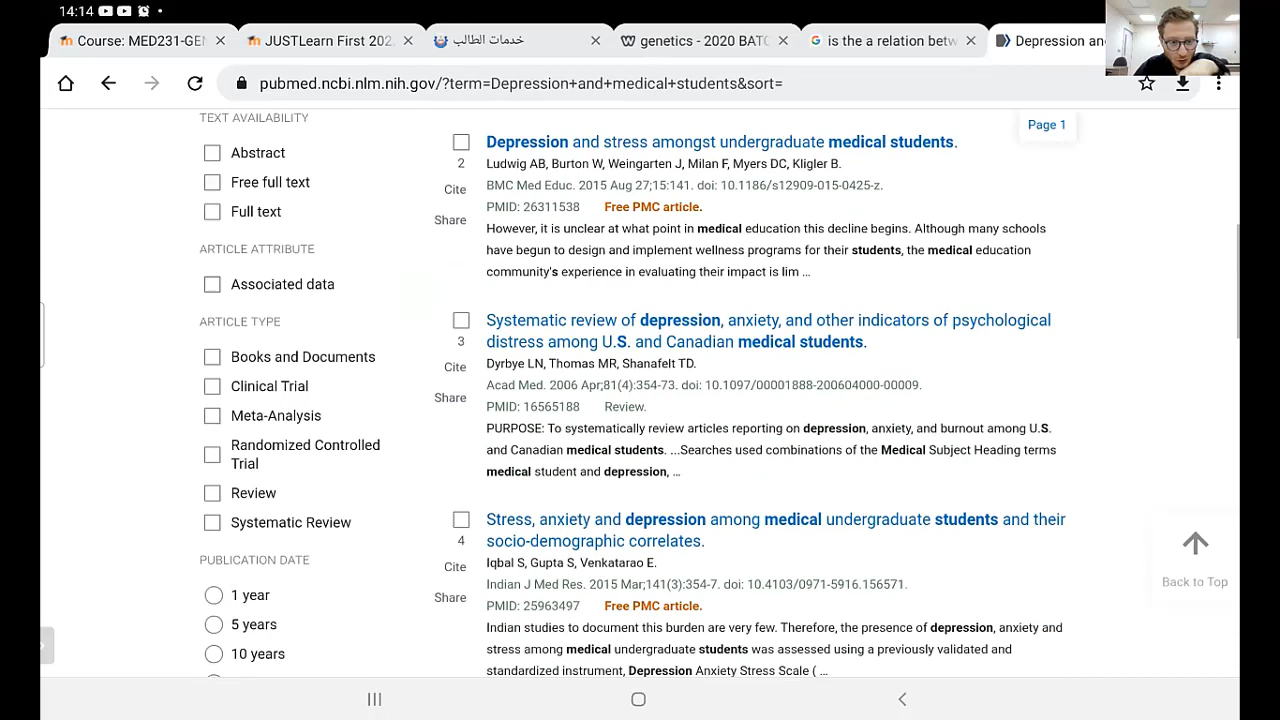 14:14
Course: MED231-GEN
JUSTLearn First 202
خدمات الطالب
genetics - 2020 BATC
is the a relation betw
Depression an
pubmed.ncbi.nlm.nih.gov/?term=Depression+and+medical+students&sort=
TEXT AVAILABILITY
Abstract
Free full text
Full text
ARTICLE ATTRIBUTE
Associated data
ARTICLE TYPE
Books and Documents
Clinical Trial
Meta-Analysis
Randomized Controlled
Trial
Review
Systematic Review
PUBLICATION DATE
1 year
5 years
10 years
Page 1
2
Cite
Share
Depression and stress amongst undergraduate medical students.
Ludwig AB, Burton W, Weingarten J, Milan F, Myers DC, Kligler B.
BMC Med Educ. 2015 Aug 27;15:141. doi: 10.1186/s12909-015-0425-z.
PMID: 26311538 Free PMC article.
However, it is unclear at what point in medical education this decline begins. Although many schools
have begun to design and implement wellness programs for their students, the medical education
community's experience in evaluating their impact is lim ...
3
Cite
Share
Systematic review of depression, anxiety, and other indicators of psychological
distress among U.S. and Canadian medical students.
Dyrbye LN, Thomas MR, Shanafelt TD.
Acad Med. 2006 Apr;81(4):354-73. doi: 10.1097/00001888-200604000-00009.
PMID: 16565188 Review.
PURPOSE: To systematically review articles reporting on depression, anxiety, and burnout among U.S.
and Canadian medical students. ...Searches used combinations of the Medical Subject Heading terms
medical student and depression, ...
4
Cite
Share
Stress, anxiety and depression among medical undergraduate students and their
socio-demographic correlates.
Iqbal S, Gupta S, Venkatarao E.
Indian J Med Res. 2015 Mar;141(3):354-7. doi: 10.4103/0971-5916.156571.
PMID: 25963497 Free PMC article.
Indian studies to document this burden are very few. Therefore, the presence of depression, anxiety and
stress among medical undergraduate students was assessed using a previously validated and
standardized instrument, Depression Anxiety Stress Scale ( ...
Back to Top